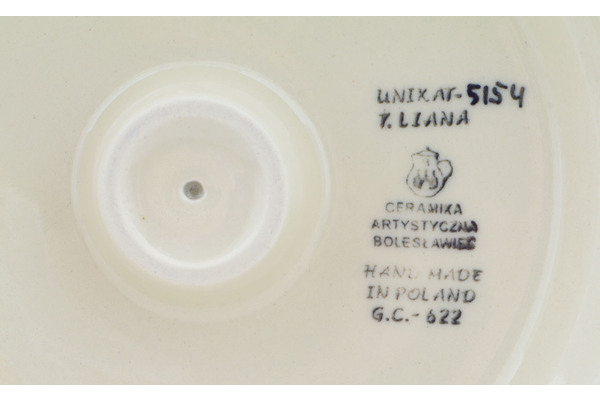 UNIKAT-5154
T. LIANA
CERAMIKA
ARTYSTYCZNA
BOLESŁAWIEC
HAND MADE
IN POLAND
G.C.-622